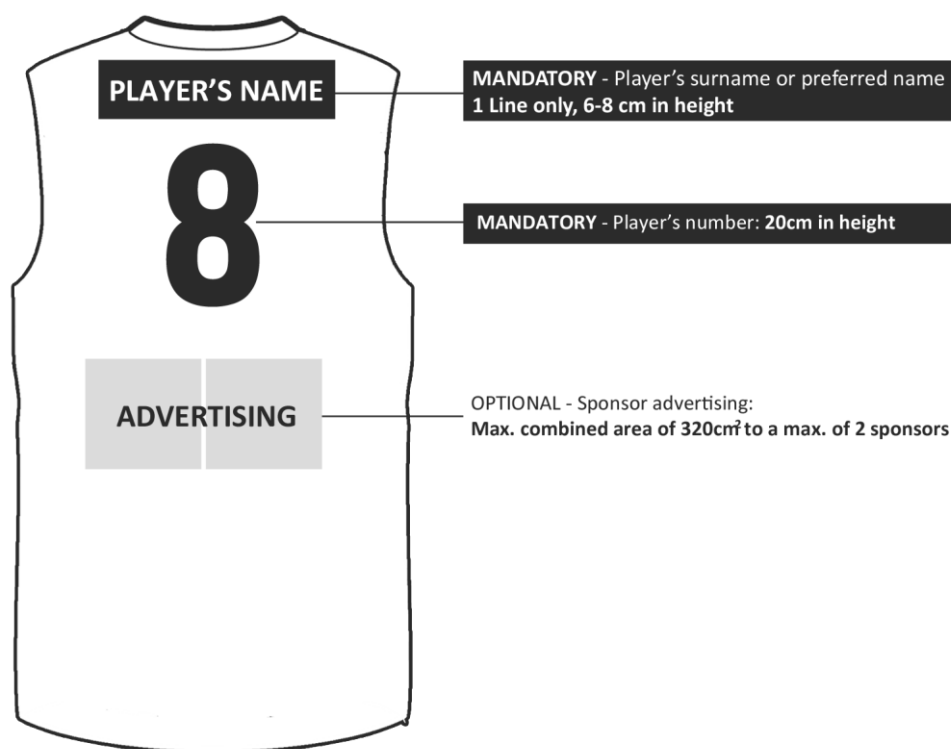 PLAYER’S NAME
MANDATORY - Player’s surname or preferred name
1 Line only, 6-8 cm in height
8
MANDATORY - Player’s number: 20cm in height
ADVERTISING
OPTIONAL - Sponsor advertising:
Max. combined area of 320cm² to a max. of 2 sponsors